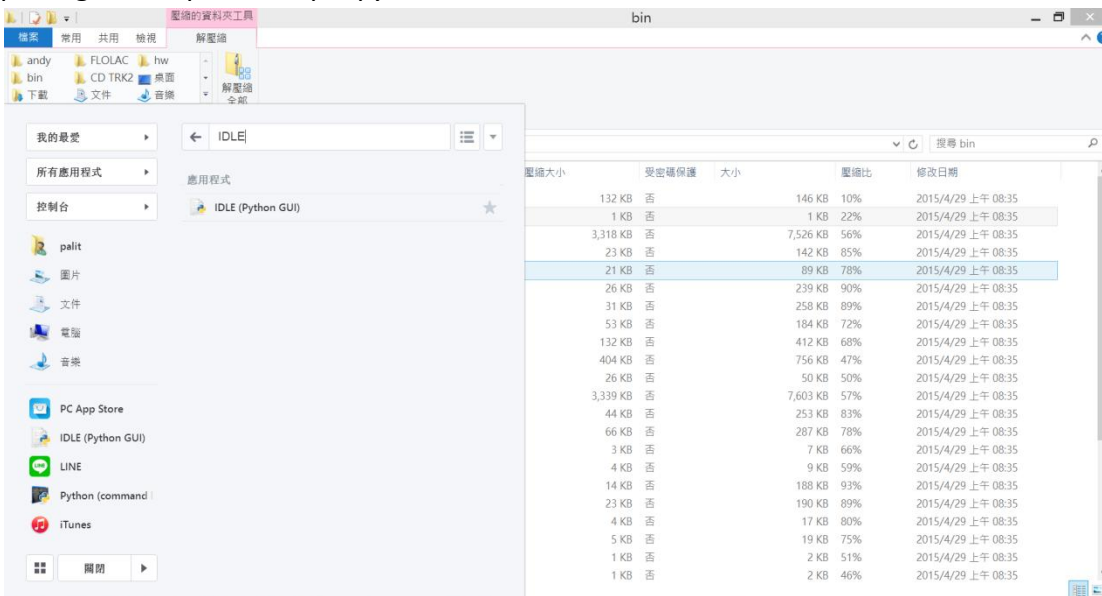 壓縮的資料夾工具 bin
檔案 常用 共用 檢視 解壓縮
andy FLOLAC hw
bin CD TRK2 桌面
下載 文件 音樂
解壓縮
全部
我的最愛
所有應用程式
控制台
palit
圖片
文件
電腦
音樂
PC App Store
IDLE (Python GUI)
LINE
Python (command
iTunes
關閉
IDLE
應用程式
IDLE (Python GUI)
搜尋 bin
壓縮大小 受密碼保護 大小 壓縮比 修改日期
132 KB 否 146 KB 10% 2015/4/29 上午 08:35
1 KB 否 1 KB 22% 2015/4/29 上午 08:35
3,318 KB 否 7,526 KB 56% 2015/4/29 上午 08:35
23 KB 否 142 KB 85% 2015/4/29 上午 08:35
21 KB 否 89 KB 78% 2015/4/29 上午 08:35
26 KB 否 239 KB 90% 2015/4/29 上午 08:35
31 KB 否 258 KB 89% 2015/4/29 上午 08:35
53 KB 否 184 KB 72% 2015/4/29 上午 08:35
132 KB 否 412 KB 68% 2015/4/29 上午 08:35
404 KB 否 756 KB 47% 2015/4/29 上午 08:35
26 KB 否 50 KB 50% 2015/4/29 上午 08:35
3,339 KB 否 7,603 KB 57% 2015/4/29 上午 08:35
44 KB 否 253 KB 83% 2015/4/29 上午 08:35
66 KB 否 287 KB 78% 2015/4/29 上午 08:35
3 KB 否 7 KB 66% 2015/4/29 上午 08:35
4 KB 否 9 KB 59% 2015/4/29 上午 08:35
14 KB 否 188 KB 93% 2015/4/29 上午 08:35
23 KB 否 190 KB 89% 2015/4/29 上午 08:35
4 KB 否 17 KB 80% 2015/4/29 上午 08:35
5 KB 否 19 KB 75% 2015/4/29 上午 08:35
1 KB 否 2 KB 51% 2015/4/29 上午 08:35
1 KB 否 2 KB 46% 2015/4/29 上午 08:35